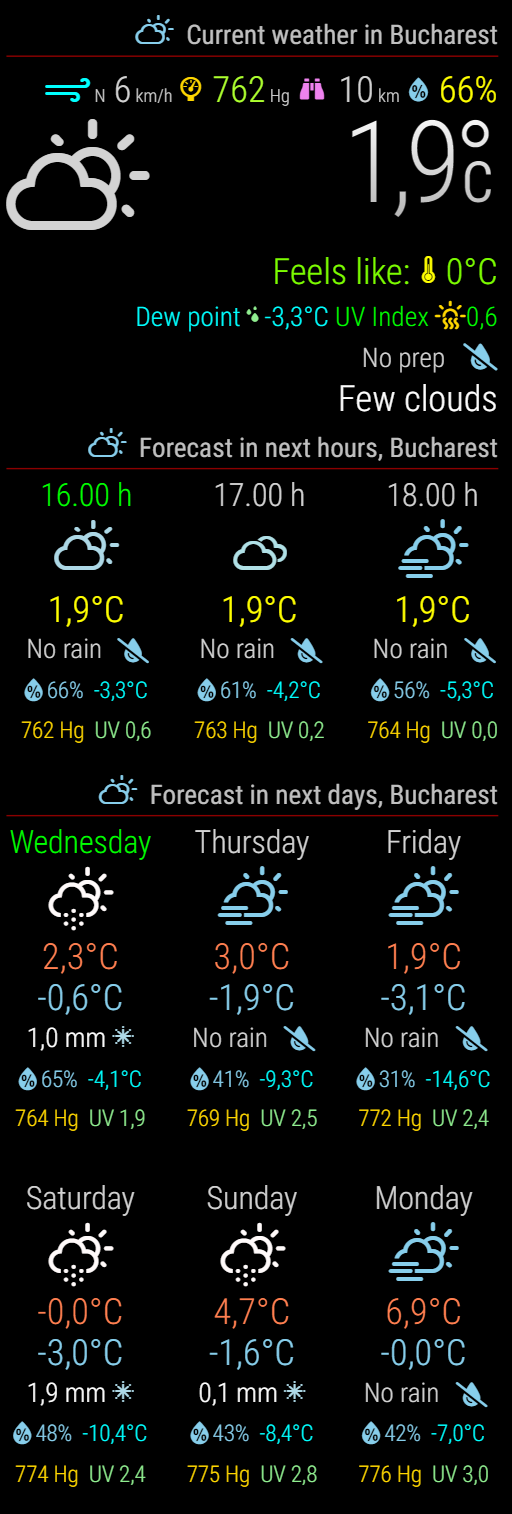 Current weather in Bucharest
N 6 km/h 762 Hg 10 km % 66%
1,9°C
Feels like: 0°C
Dew point -3,3°C UV Index 0,6
No prep
Few clouds
Forecast in next hours, Bucharest
16.00 h 17.00 h 18.00 h
1,9°C 1,9°C 1,9°C
No rain No rain No rain
% 66% -3,3°C % 61% -4,2°C % 56% -5,3°C
762 Hg UV 0,6 763 Hg UV 0,2 764 Hg UV 0,0
Forecast in next days, Bucharest
Wednesday Thursday Friday
2,3°C 3,0°C 1,9°C
-0,6°C -1,9°C -3,1°C
1,0 mm No rain No rain
% 65% -4,1°C % 41% -9,3°C % 31% -14,6°C
764 Hg UV 1,9 769 Hg UV 2,5 772 Hg UV 2,4
Saturday Sunday Monday
-0,0°C 4,7°C 6,9°C
-3,0°C -1,6°C -0,0°C
1,9 mm 0,1 mm No rain
% 48% -10,4°C % 43% -8,4°C % 42% -7,0°C
774 Hg UV 2,4 775 Hg UV 2,8 776 Hg UV 3,0